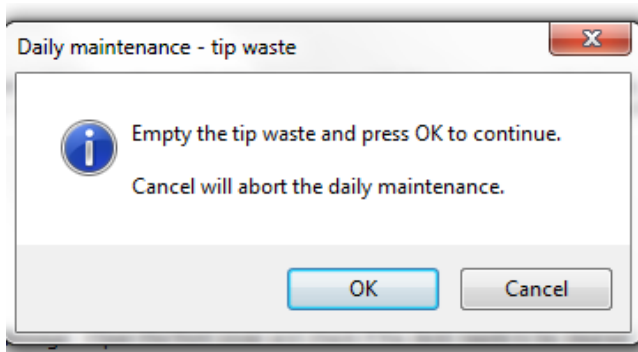 Daily maintenance - tip waste
Empty the tip waste and press OK to continue.
Cancel will abort the daily maintenance.
OK
Cancel